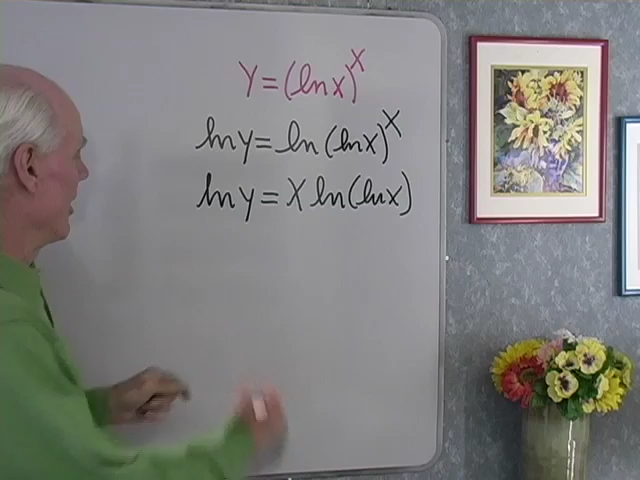 Y = (ln x)^x
ln y = ln (ln x)^x
ln y = x ln(ln x)